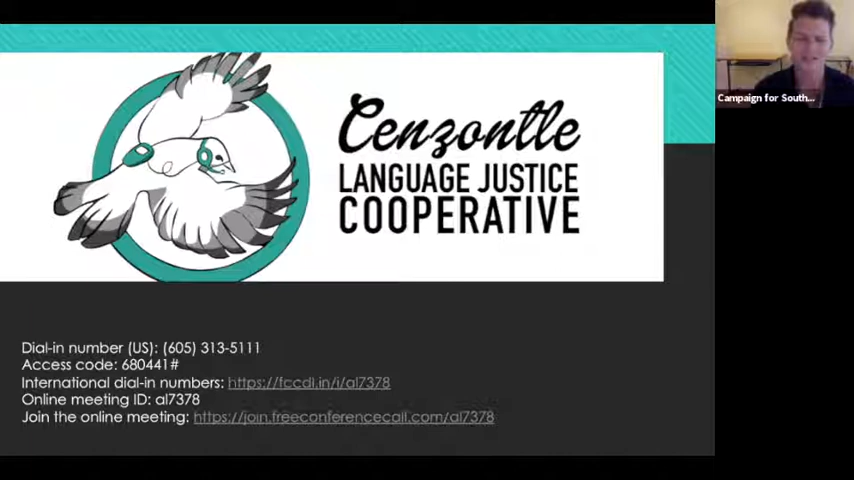 Cenzontle
LANGUAGE JUSTICE
COOPERATIVE
Campaign for South...
Dial-in number (US): (605) 313-5111
Access code: 680441#
International dial-in numbers: https://fccdl.in/i/al7378
Online meeting ID: al7378
Join the online meeting: https://join.freeconferencecall.com/al7378